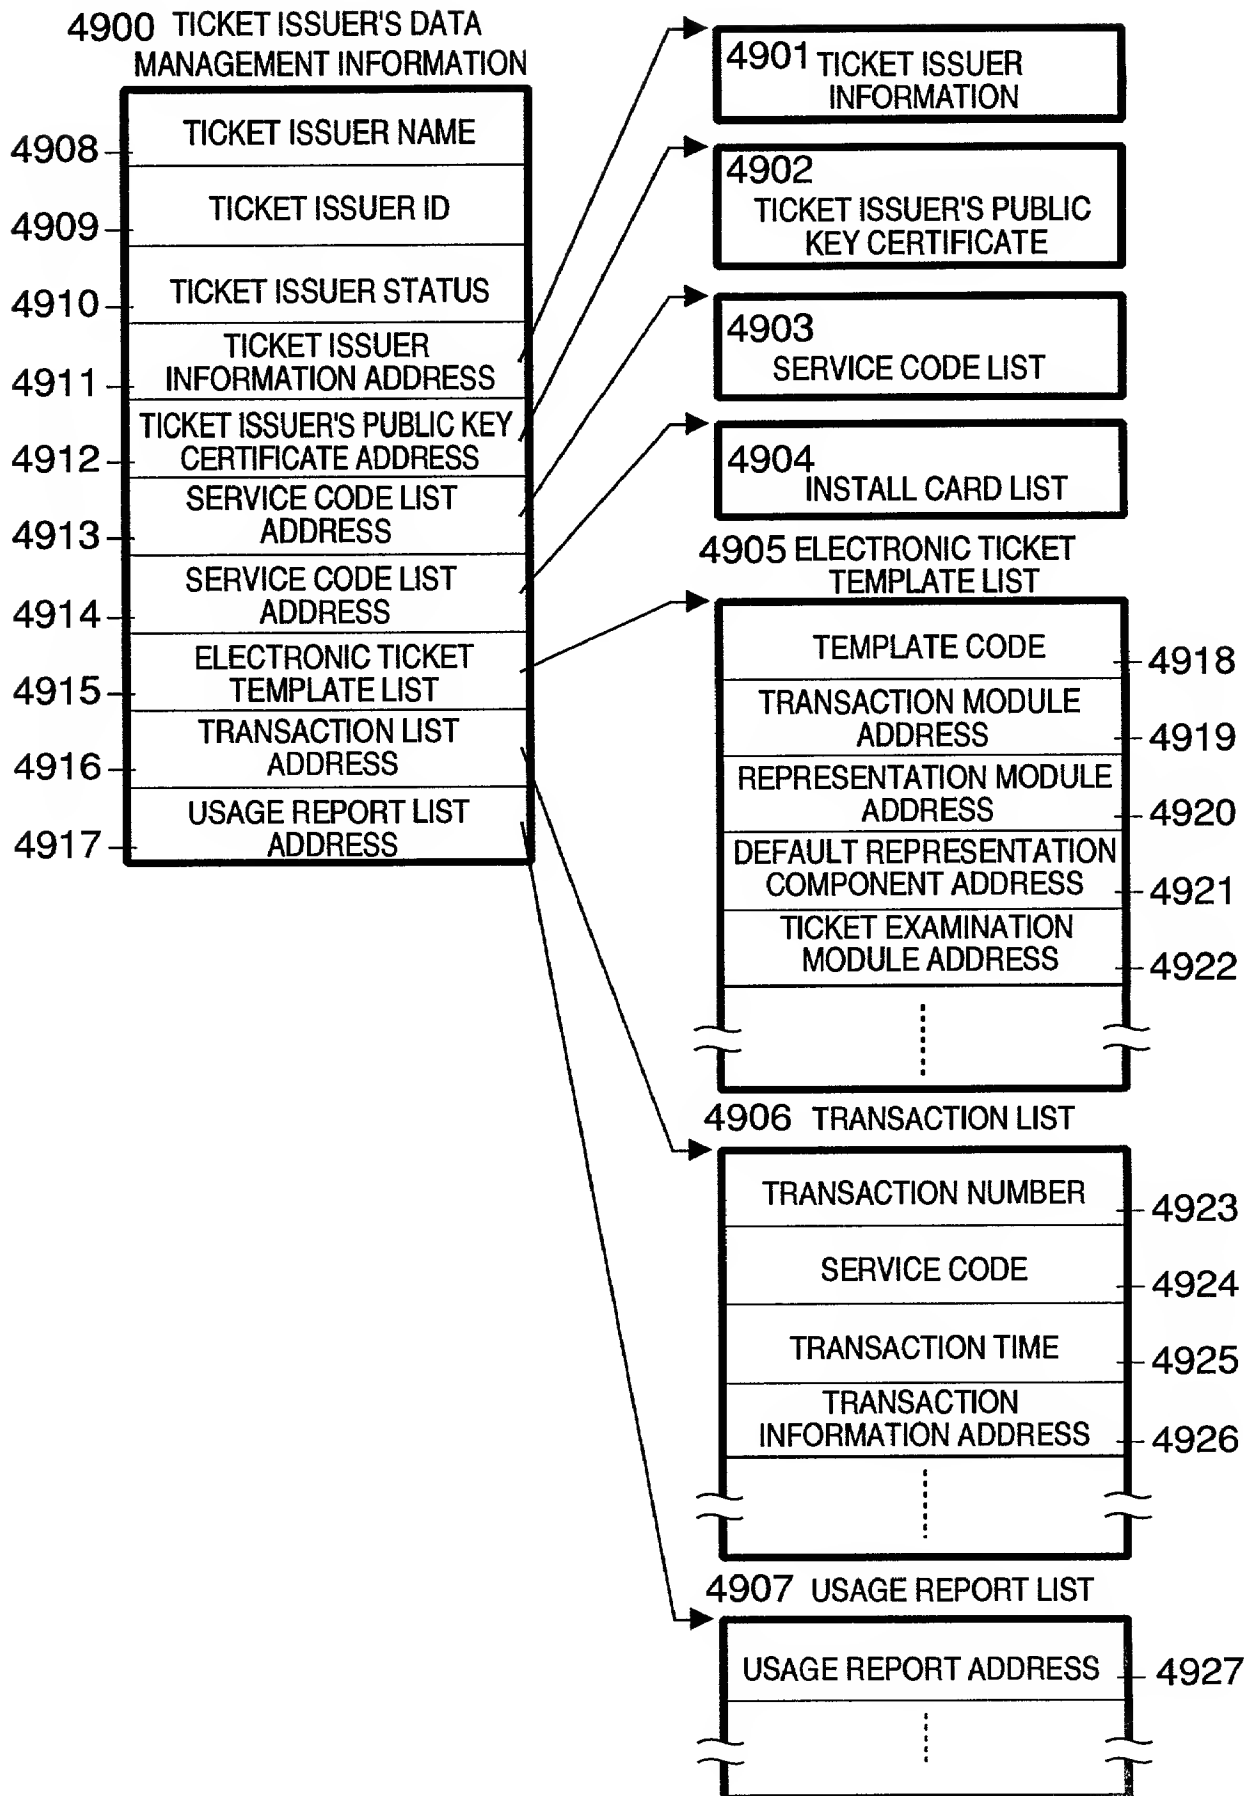 4900 TICKET ISSUER'S DATA
MANAGEMENT INFORMATION
4908
TICKET ISSUER NAME
4909
TICKET ISSUER ID
4910
TICKET ISSUER STATUS
4911
TICKET ISSUER
INFORMATION ADDRESS
4912
TICKET ISSUER'S PUBLIC KEY
CERTIFICATE ADDRESS
4913
SERVICE CODE LIST
ADDRESS
4914
SERVICE CODE LIST
ADDRESS
4915
ELECTRONIC TICKET
TEMPLATE LIST
4916
TRANSACTION LIST
ADDRESS
4917
USAGE REPORT LIST
ADDRESS
4901 TICKET ISSUER
INFORMATION
4902
TICKET ISSUER'S PUBLIC
KEY CERTIFICATE
4903
SERVICE CODE LIST
4904
INSTALL CARD LIST
4905 ELECTRONIC TICKET
TEMPLATE LIST
TEMPLATE CODE
4918
TRANSACTION MODULE
ADDRESS
4919
REPRESENTATION MODULE
ADDRESS
4920
DEFAULT REPRESENTATION
COMPONENT ADDRESS
4921
TICKET EXAMINATION
MODULE ADDRESS
4922
4906 TRANSACTION LIST
TRANSACTION NUMBER
4923
SERVICE CODE
4924
TRANSACTION TIME
4925
TRANSACTION
INFORMATION ADDRESS
4926
4907 USAGE REPORT LIST
USAGE REPORT ADDRESS
4927